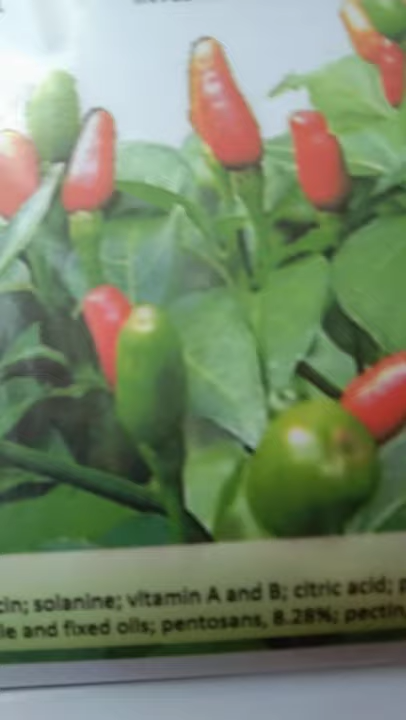 cin; solanine; vitamin A and B; citric acid; p
le and fixed oils; pentosans, 8.28%; pectin,